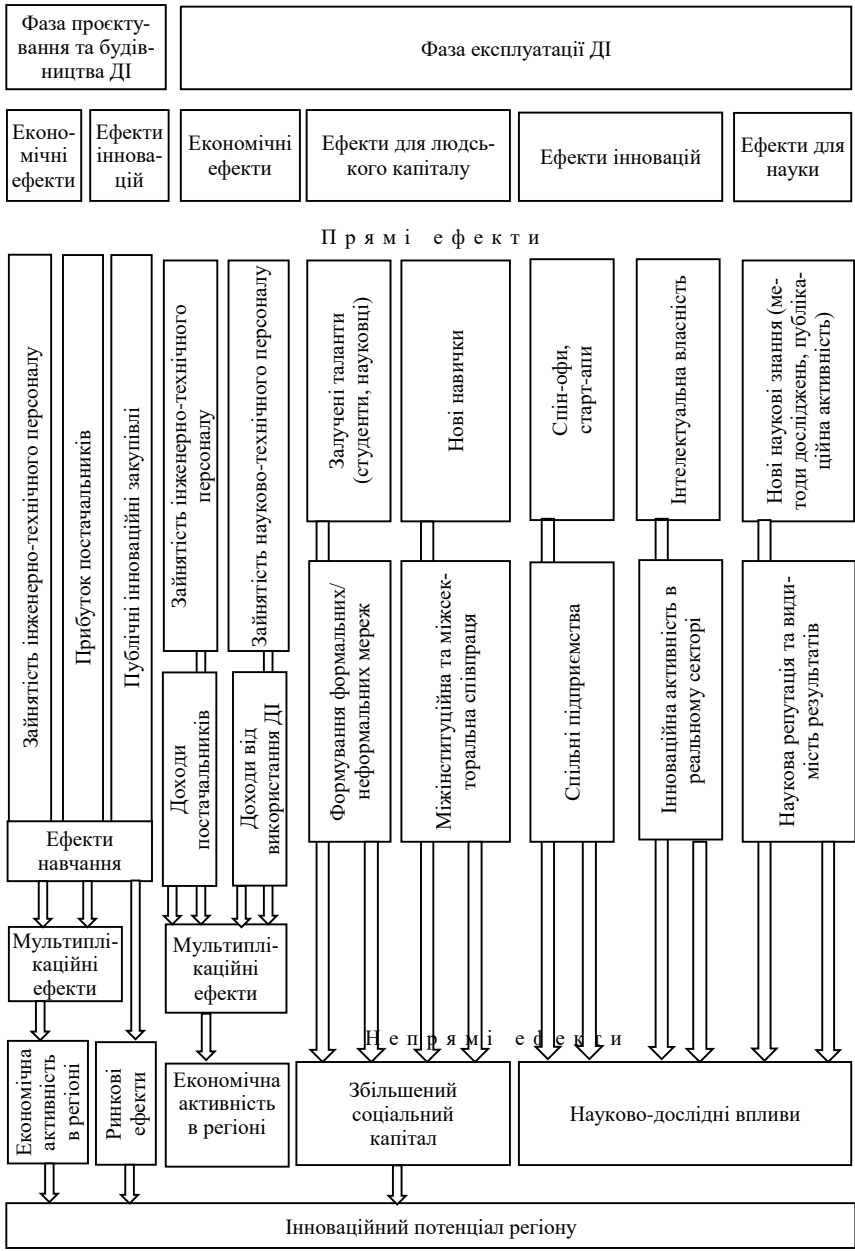 Фаза проєкт-
ування та будів-
ництва ДІ
Фаза експлуатації ДІ
Еконо-
мічні
ефекти
Ефекти
іннова-
цій
Економічні
ефекти
Ефекти для людсь-
кого капіталу
Ефекти інновацій
Ефекти для
науки
Прямі ефекти
Зайнятість інженерно-технічного персоналу
Прибуток постачальників
Публічні інноваційні закупівлі
Зайнятість інженерно-технічного
персоналу
Зайнятість науково-технічного персоналу
Залучені таланти
(студенти, науковці)
Нові навички
Спін-офи,
старт-апи
Інтелектуальна власність
Нові наукові знання (ме-
тоди досліджень, публіка-
ційна активність)
Формування формальних/
неформальних мереж
Міжінституційна та міжсек-
торальна співпраця
Спільні підприємства
Інноваційна активність в
реальному секторі
Наукова репутація та види-
мість результатів
Доходи
постачальників
Доходи від
використання ДІ
Ефекти
навчання
Мультиплі-
каційні
ефекти
Мультиплі-
каційні
ефекти
Непрямі ефекти
Економічна
активність
в регіоні
Ринкові
ефекти
Економічна
активність
в регіоні
Збільшений
соціальний
капітал
Науково-дослідні впливи
Інноваційний потенціал регіону